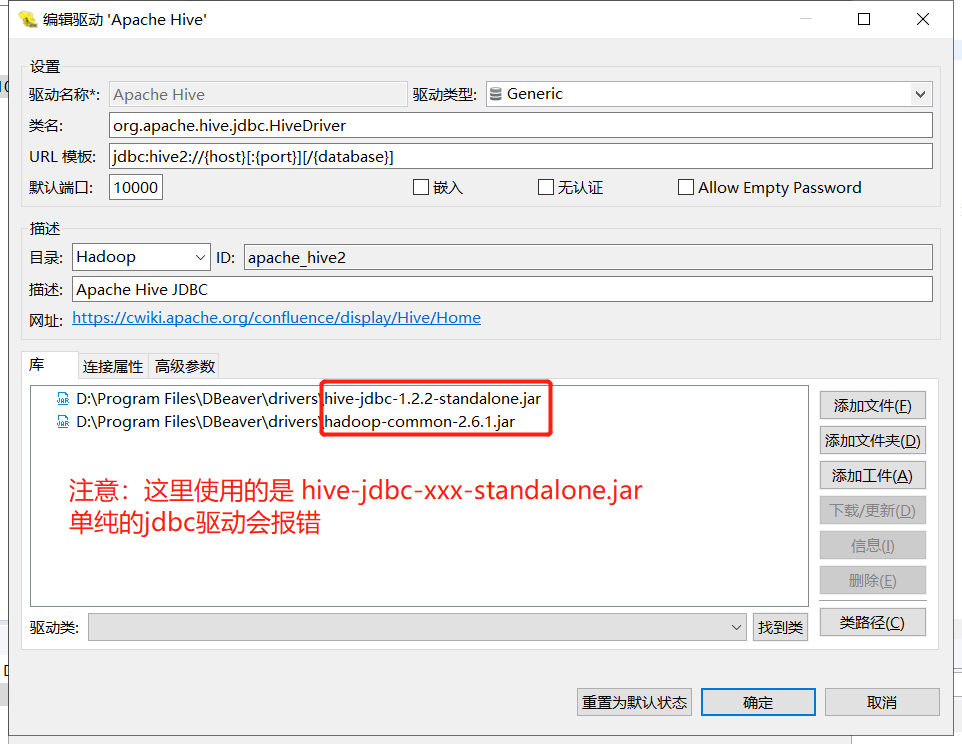 编辑驱动 'Apache Hive'
设置
驱动名称*: Apache Hive 驱动类型: Generic
类名: org.apache.hive.jdbc.HiveDriver
URL 模板: jdbc:hive2://{host}[:{port}][/{database}]
默认端口: 10000 嵌入 无认证 Allow Empty Password
描述
目录: Hadoop ID: apache_hive2
描述: Apache Hive JDBC
网址: https://cwiki.apache.org/confluence/display/Hive/Home
库 连接属性 高级参数
D:\Program Files\DBeaver\drivers\hive-jdbc-1.2.2-standalone.jar
D:\Program Files\DBeaver\drivers\hadoop-common-2.6.1.jar
注意：这里使用的是 hive-jdbc-xxx-standalone.jar
单纯的jdbc驱动会报错
添加文件(F)
添加文件夹(D)
添加工件(A)
下载/更新(D)
信息(I)
删除(E)
类路径(C)
驱动类: 找到类
重置为默认状态 确定 取消